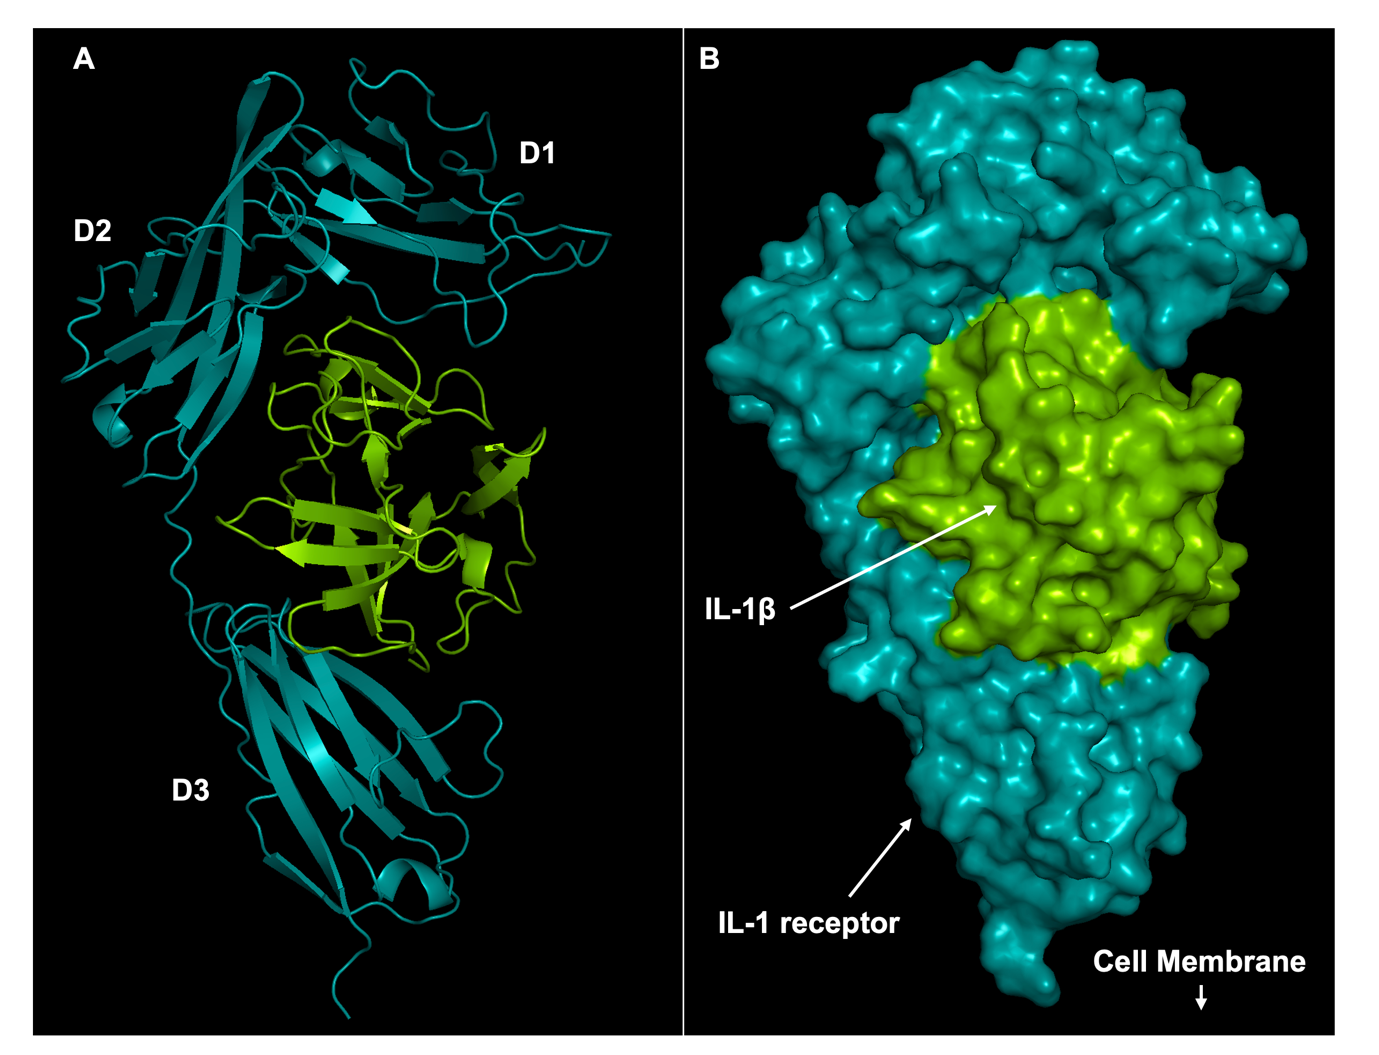 A
D1
D2
D3
B
IL-1β
IL-1 receptor
Cell Membrane